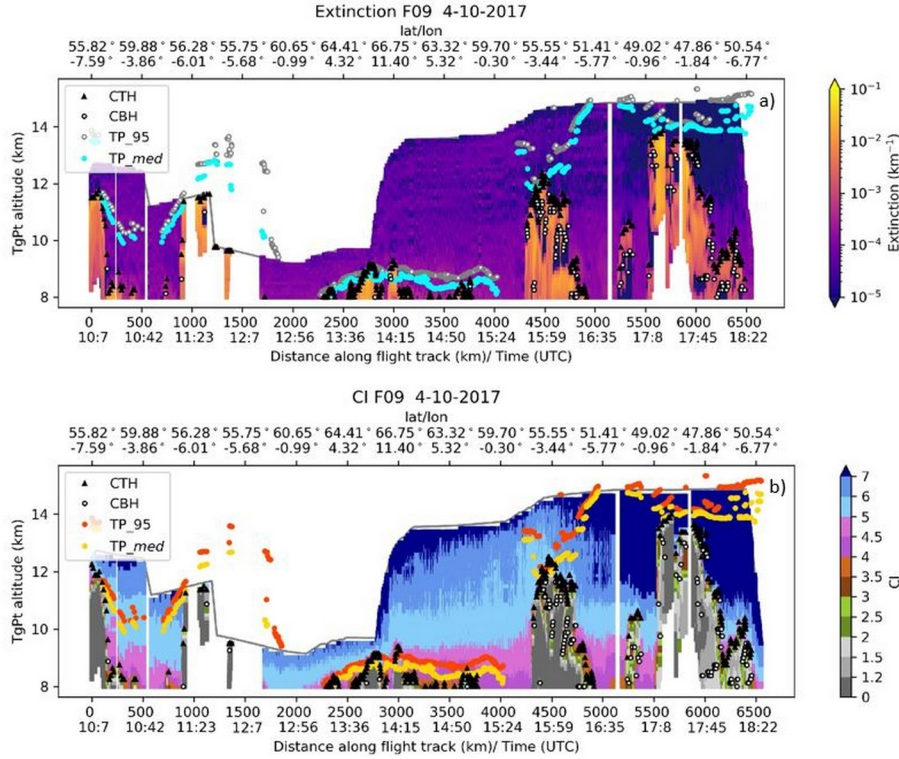 Extinction F09 4-10-2017
lat/lon
55.82° 59.88° 56.28° 55.75° 60.65° 64.41° 66.75° 63.32° 59.70° 55.55° 51.41° 49.02° 47.86° 50.54°
-7.59° -3.86° -6.01° -5.68° -0.99° 4.32° 11.40° 5.32° -0.30° -3.44° -5.77° -0.96° -1.84° -6.77°
a)
CTH
CBH
TP_95
TP_med
14
12
10
8
TgPt altitude (km)
10⁻¹
10⁻²
10⁻³
10⁻⁴
10⁻⁵
Extinction (km⁻¹)
0 500 1000 1500 2000 2500 3000 3500 4000 4500 5000 5500 6000 6500
10:7 10:42 11:23 12:7 12:56 13:36 14:15 14:50 15:24 15:59 16:35 17:8 17:45 18:22
Distance along flight track (km)/ Time (UTC)
CI F09 4-10-2017
lat/lon
55.82° 59.88° 56.28° 55.75° 60.65° 64.41° 66.75° 63.32° 59.70° 55.55° 51.41° 49.02° 47.86° 50.54°
-7.59° -3.86° -6.01° -5.68° -0.99° 4.32° 11.40° 5.32° -0.30° -3.44° -5.77° -0.96° -1.84° -6.77°
b)
CTH
CBH
TP_95
TP_med
14
12
10
8
TgPt altitude (km)
7
6
5
4
3
5
2
5
1.2
0
CI
0 500 1000 1500 2000 2500 3000 3500 4000 4500 5000 5500 6000 6500
10:7 10:42 11:23 12:7 12:56 13:36 14:15 14:50 15:24 15:59 16:35 17:8 17:45 18:22
Distance along flight track (km)/ Time (UTC)